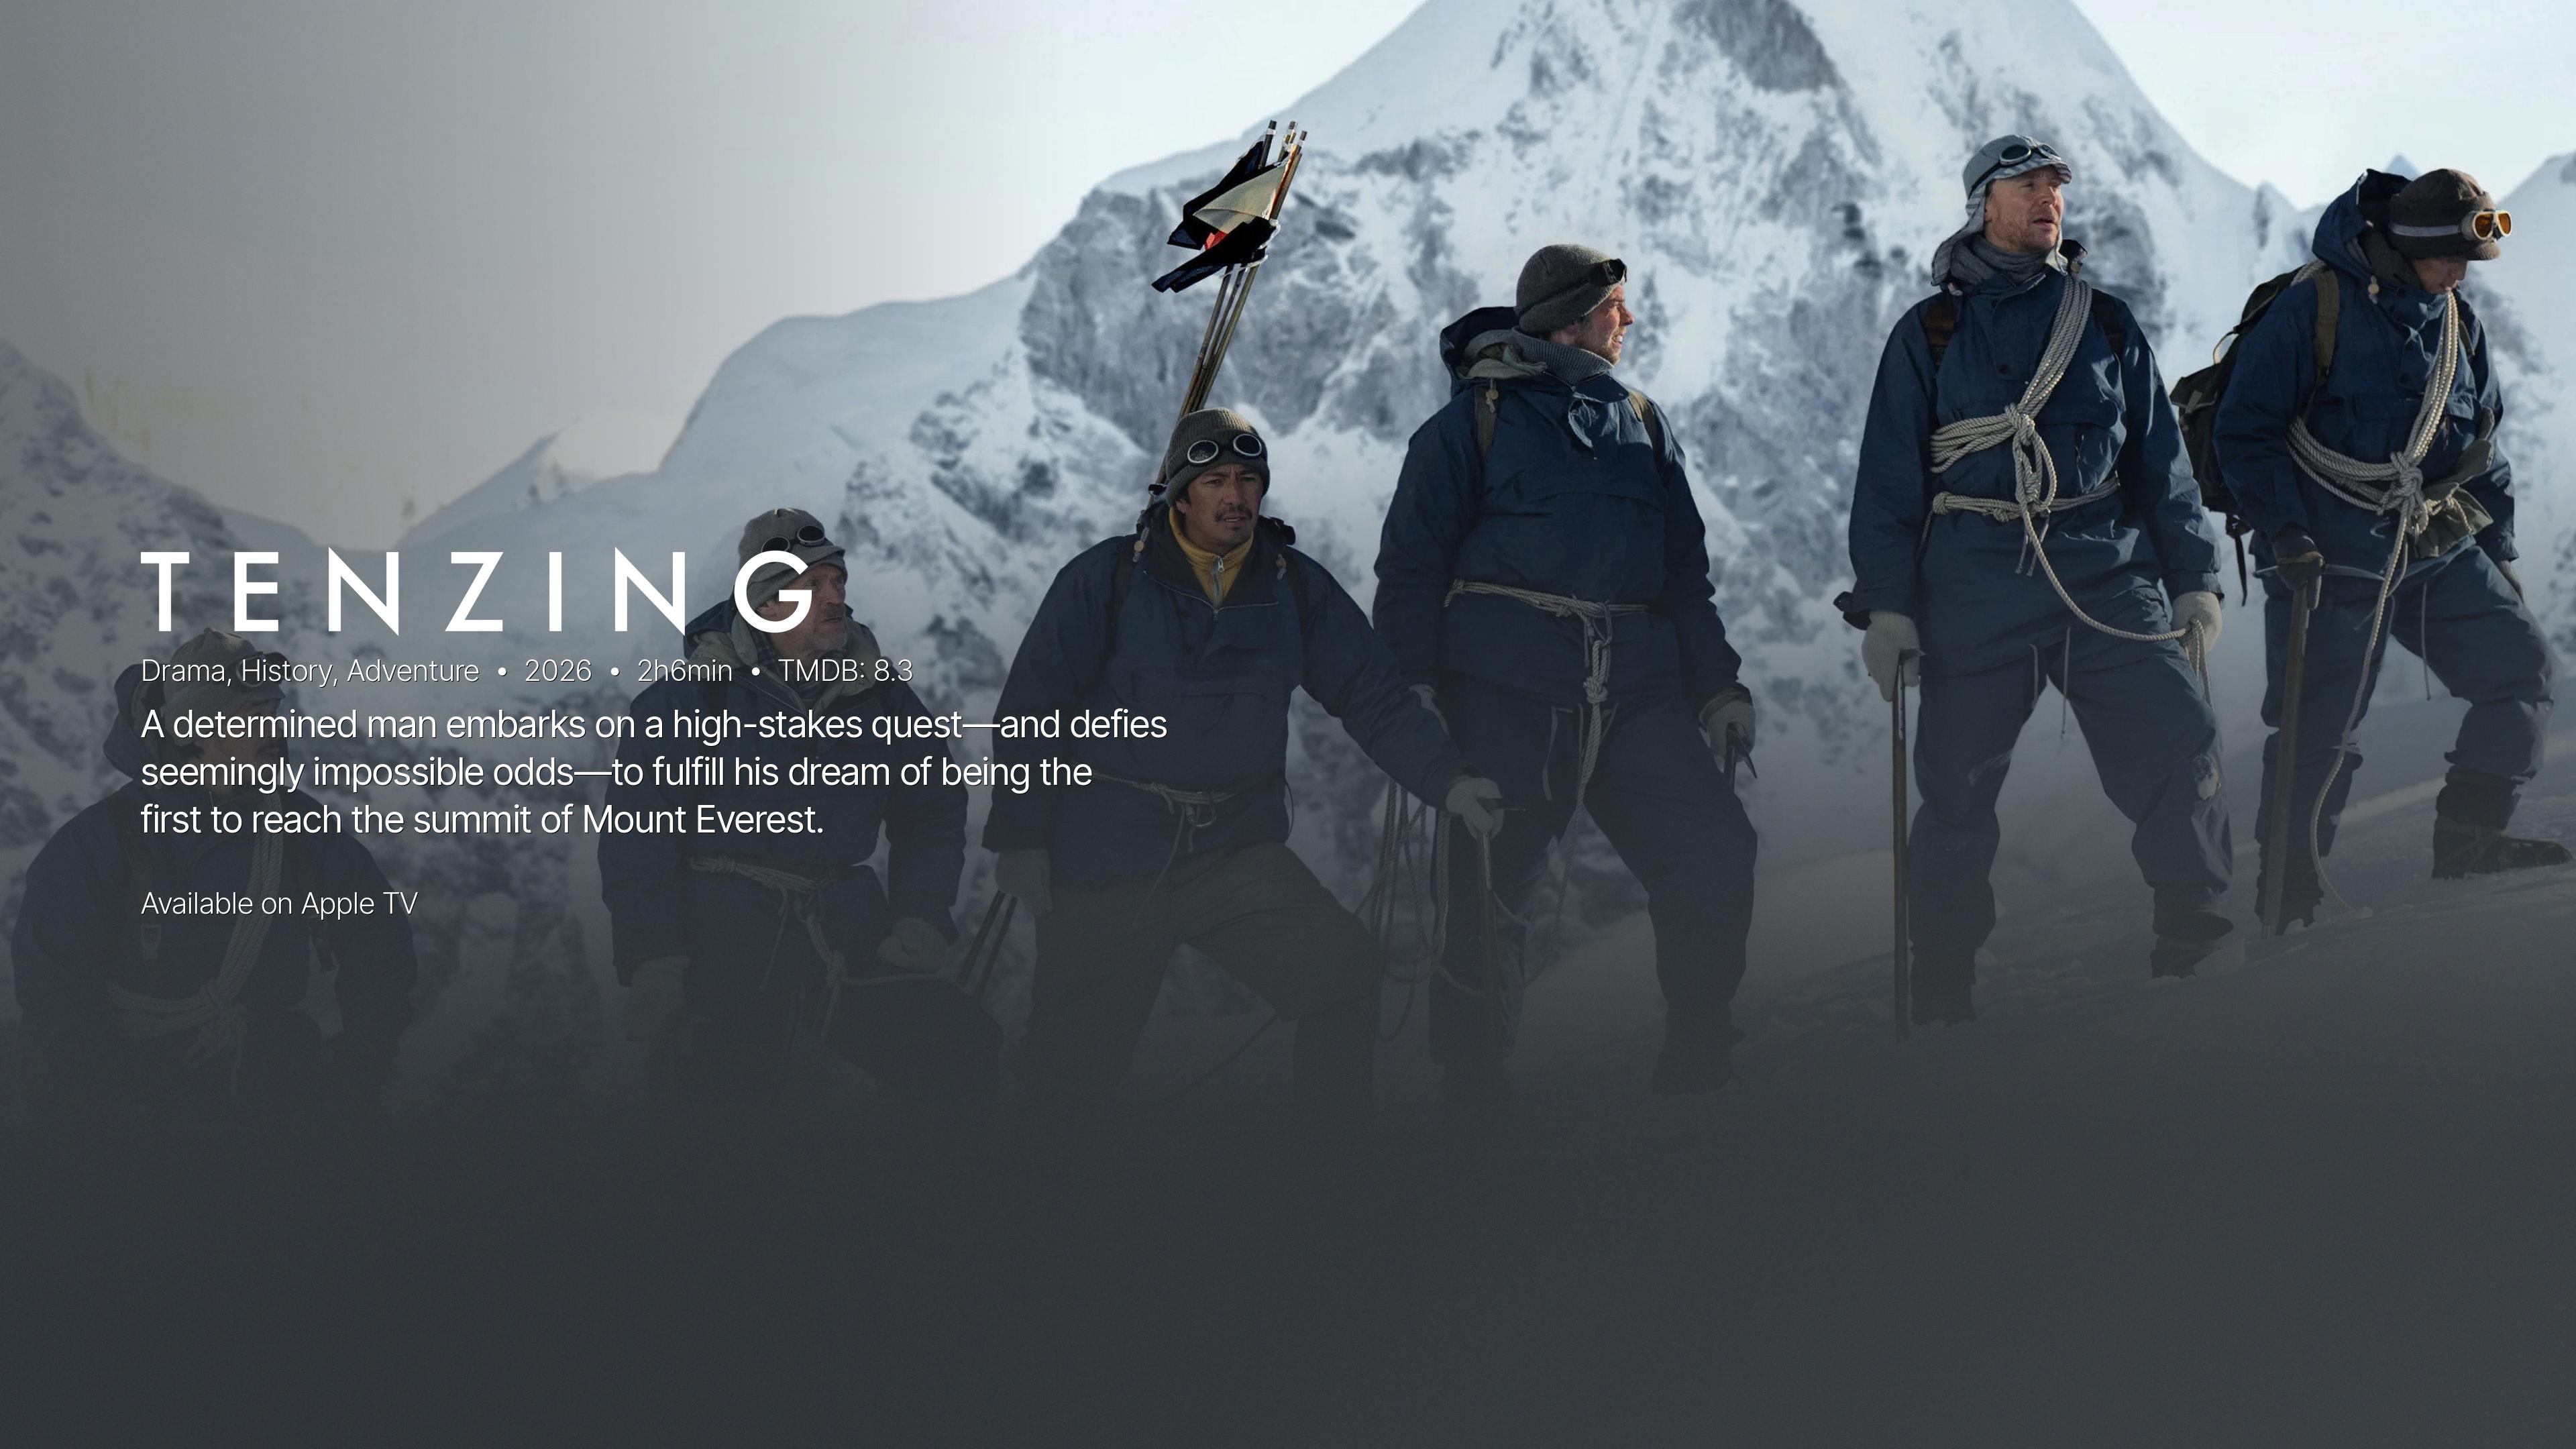 TENZING
Drama, History, Adventure • 2026 • 2h6min • TMDB: 8.3
A determined man embarks on a high-stakes quest—and defies
seemingly impossible odds—to fulfill his dream of being the
first to reach the summit of Mount Everest.
Available on Apple TV